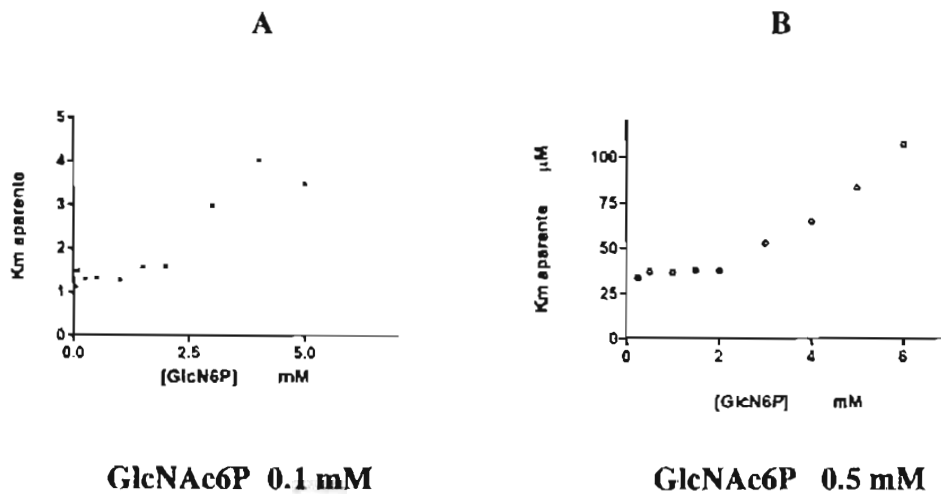 A
B
Km aparente
5
4
3
2
1
0
0.0
2.5
5.0
[GlcN6P] mM
Km aparente µM
100
75
50
25
0
0
2
4
6
[GlcN6P] mM
GlcNAc6P 0.1 mM
GlcNAc6P 0.5 mM